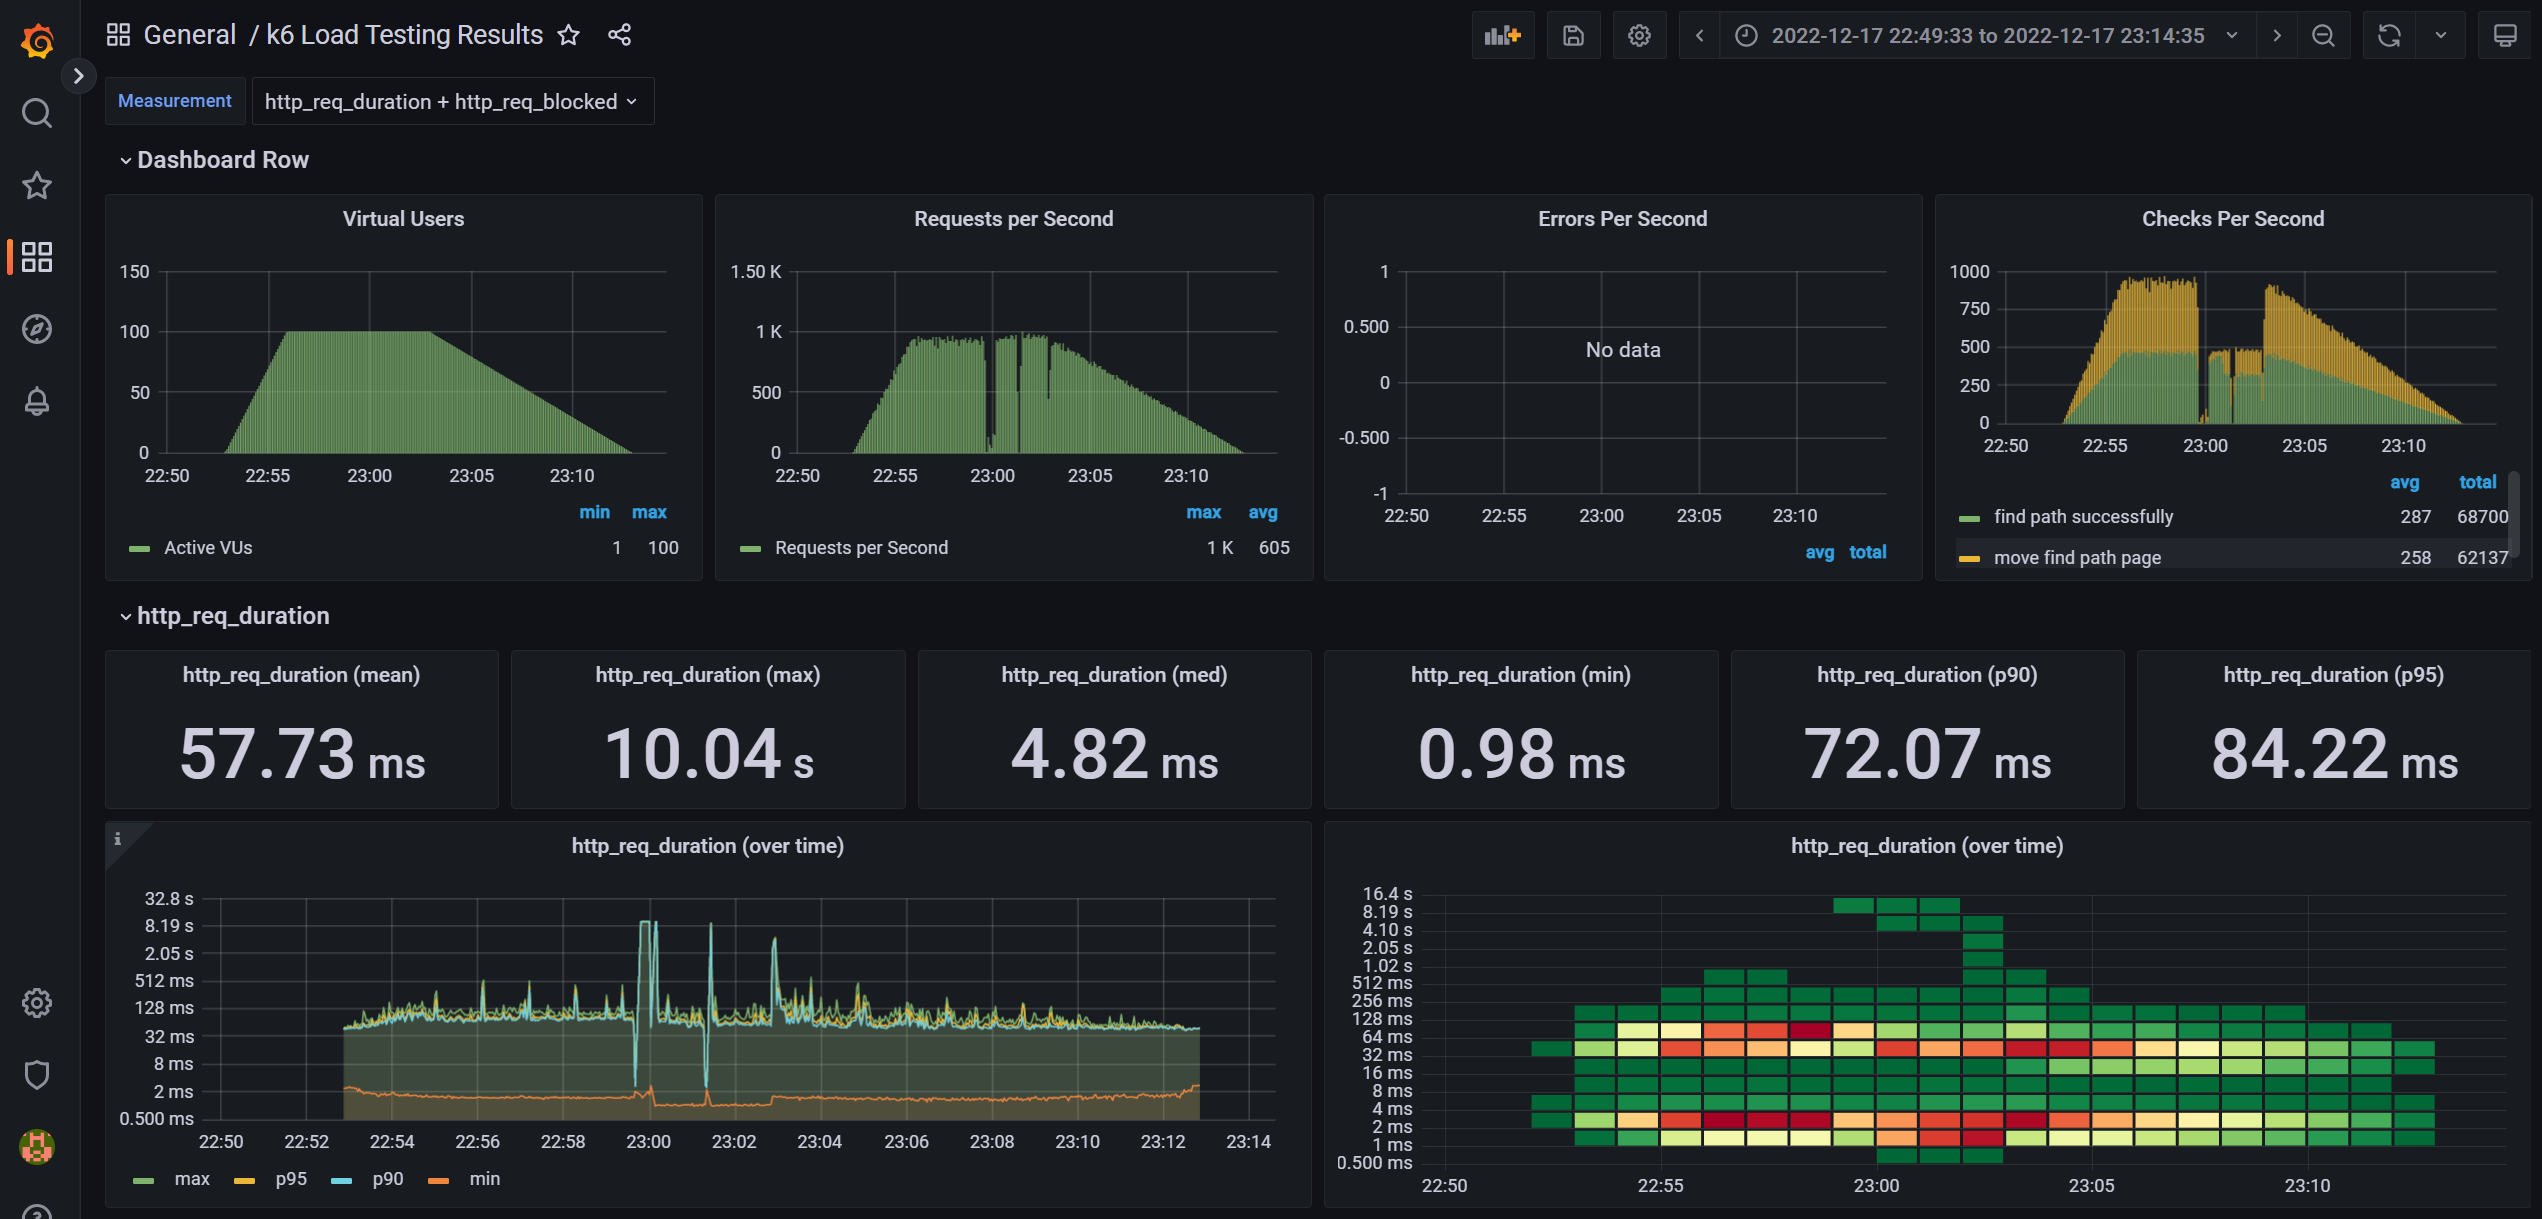 General / k6 Load Testing Results
2022-12-17 22:49:33 to 2022-12-17 23:14:35
Measurement
http_req_duration + http_req_blocked
Dashboard Row
Virtual Users
150
100
50
0
22:50 22:55 23:00 23:05 23:10
min max
Active VUs 1 100
Requests per Second
1.50 K
1 K
500
0
22:50 22:55 23:00 23:05 23:10
max avg
Requests per Second 1 K 605
Errors Per Second
1
0.500
No data
0
-0.500
-1
22:50 22:55 23:00 23:05 23:10
avg total
Checks Per Second
1000
750
500
250
0
22:50 22:55 23:00 23:05 23:10
avg total
find path successfully 287 68700
move find path page 258 62137
http_req_duration
http_req_duration (mean)
57.73 ms
http_req_duration (max)
10.04 s
http_req_duration (med)
4.82 ms
http_req_duration (min)
0.98 ms
http_req_duration (p90)
72.07 ms
http_req_duration (p95)
84.22 ms
i
http_req_duration (over time)
32.8 s
8.19 s
2.05 s
512 ms
128 ms
32 ms
8 ms
2 ms
0.500 ms
22:50 22:52 22:54 22:56 22:58 23:00 23:02 23:04 23:06 23:08 23:10 23:12 23:14
max p95 p90 min
http_req_duration (over time)
16.4 s
8.19 s
4.10 s
2.05 s
1.02 s
512 ms
256 ms
128 ms
64 ms
32 ms
16 ms
8 ms
4 ms
2 ms
1 ms
0.500 ms
22:50 22:55 23:00 23:05 23:10